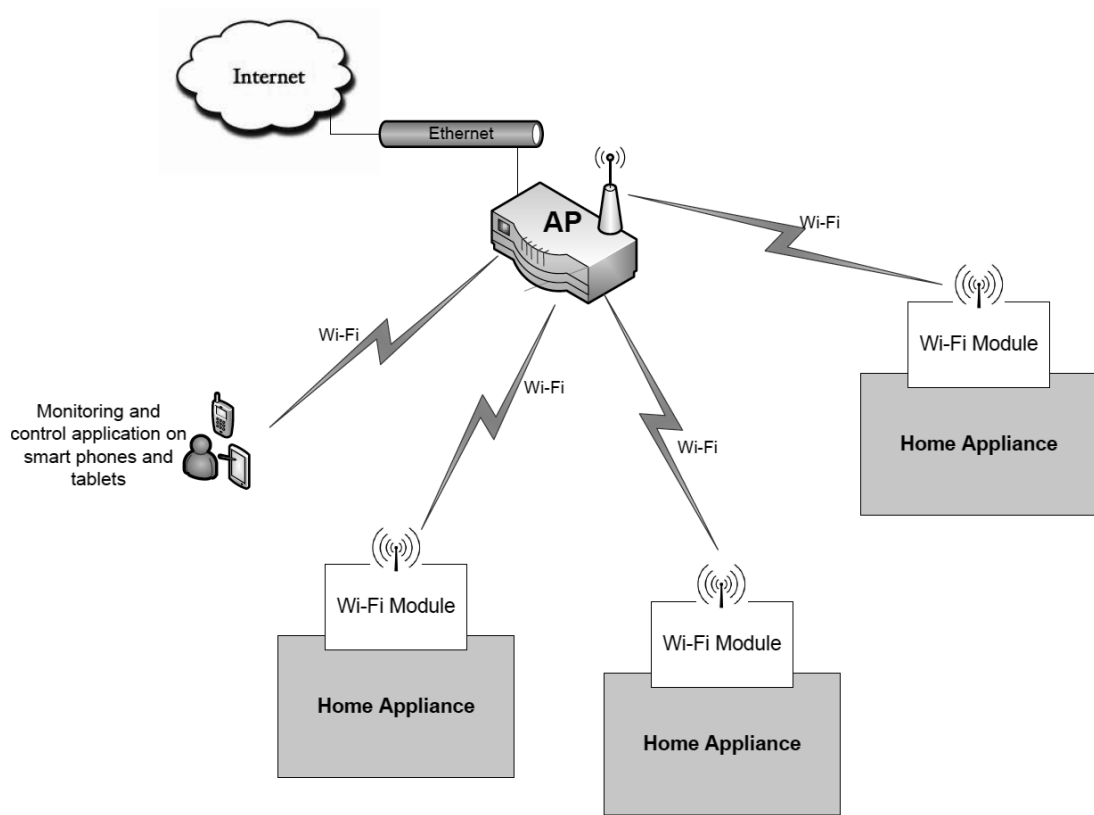 Internet
Ethernet
AP
Wi-Fi
Wi-Fi Module
Home Appliance
Wi-Fi
Monitoring and
control application on
smart phones and
tablets
Wi-Fi
Wi-Fi
Wi-Fi Module
Home Appliance
Wi-Fi Module
Home Appliance